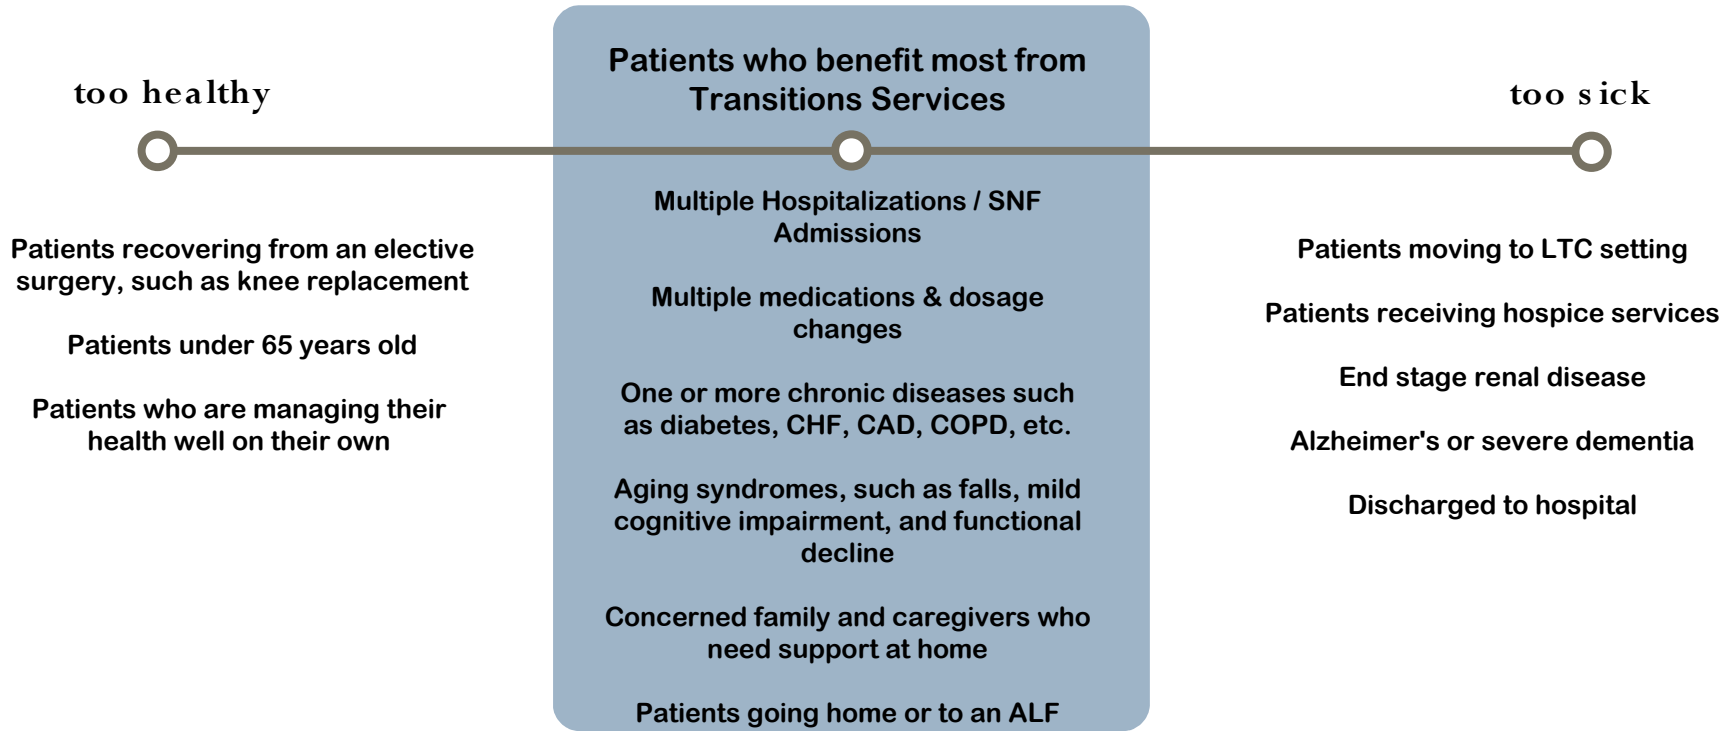 too healthy
Patients recovering from an elective
surgery, such as knee replacement
Patients under 65 years old
Patients who are managing their
health well on their own
Patients who benefit most from
Transitions Services
Multiple Hospitalizations / SNF
Admissions
Multiple medications & dosage
changes
One or more chronic diseases such
as diabetes, CHF, CAD, COPD, etc.
Aging syndromes, such as falls, mild
cognitive impairment, and functional
decline
Concerned family and caregivers who
need support at home
Patients going home or to an ALF
too sick
Patients moving to LTC setting
Patients receiving hospice services
End stage renal disease
Alzheimer's or severe dementia
Discharged to hospital